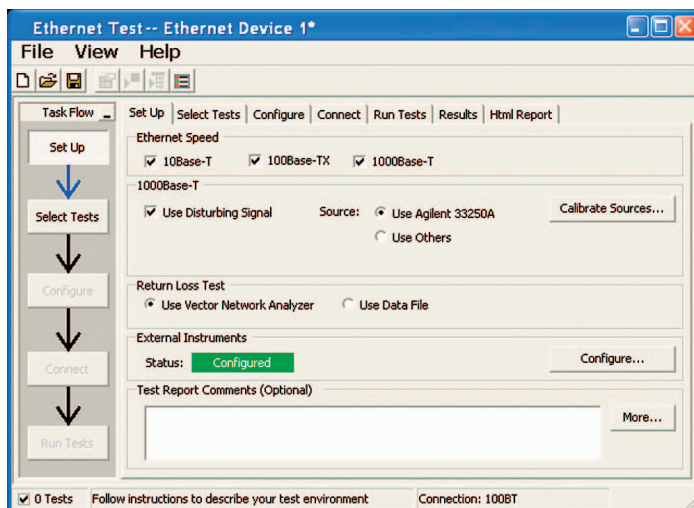 Ethernet Test-- Ethernet Device 1*
File View Help
Task Flow
Set Up
Select Tests
Configure
Connect
Run Tests
Set Up Select Tests Configure Connect Run Tests Results Html Report
Ethernet Speed
10Base-T 100Base-TX 1000Base-T
1000Base-T
Use Disturbing Signal Source: Use Agilent 33250A Calibrate Sources...
Use Others
Return Loss Test
Use Vector Network Analyzer Use Data File
External Instruments
Status: Configured Configure...
Test Report Comments (Optional)
More...
0 Tests Follow instructions to describe your test environment Connection: 100BT